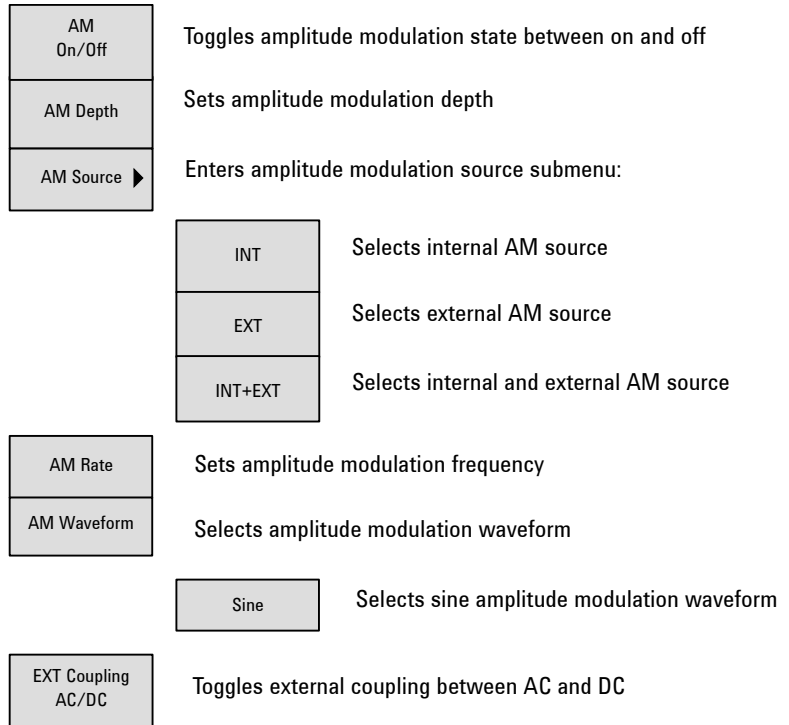 AM
On/Off
Toggles amplitude modulation state between on and off
AM Depth
Sets amplitude modulation depth
AM Source
Enters amplitude modulation source submenu:
INT
Selects internal AM source
EXT
Selects external AM source
INT+EXT
Selects internal and external AM source
AM Rate
Sets amplitude modulation frequency
AM Waveform
Selects amplitude modulation waveform
Sine
Selects sine amplitude modulation waveform
EXT Coupling
AC/DC
Toggles external coupling between AC and DC